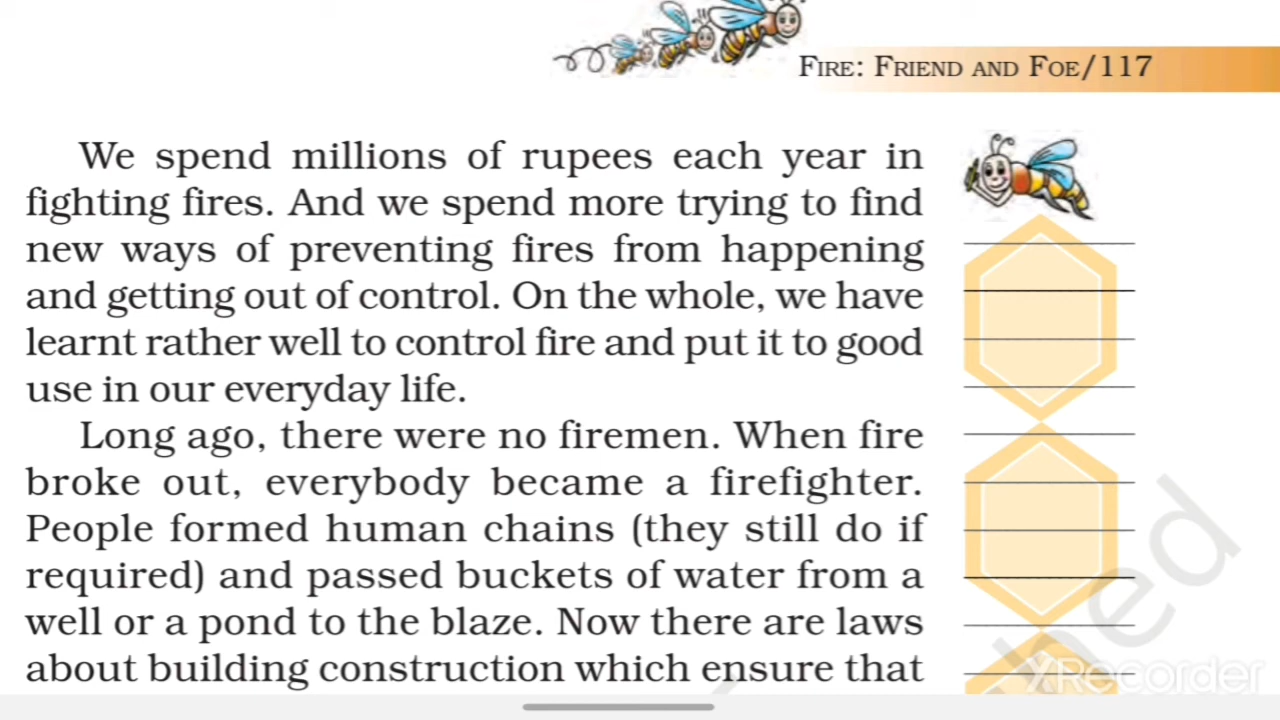 FIRE: FRIEND AND FOE/117
We spend millions of rupees each year in
fighting fires. And we spend more trying to find
new ways of preventing fires from happening
and getting out of control. On the whole, we have
learnt rather well to control fire and put it to good
use in our everyday life.
Long ago, there were no firemen. When fire
broke out, everybody became a firefighter.
People formed human chains (they still do if
required) and passed buckets of water from a
well or a pond to the blaze. Now there are laws
about building construction which ensure that
XRecorder